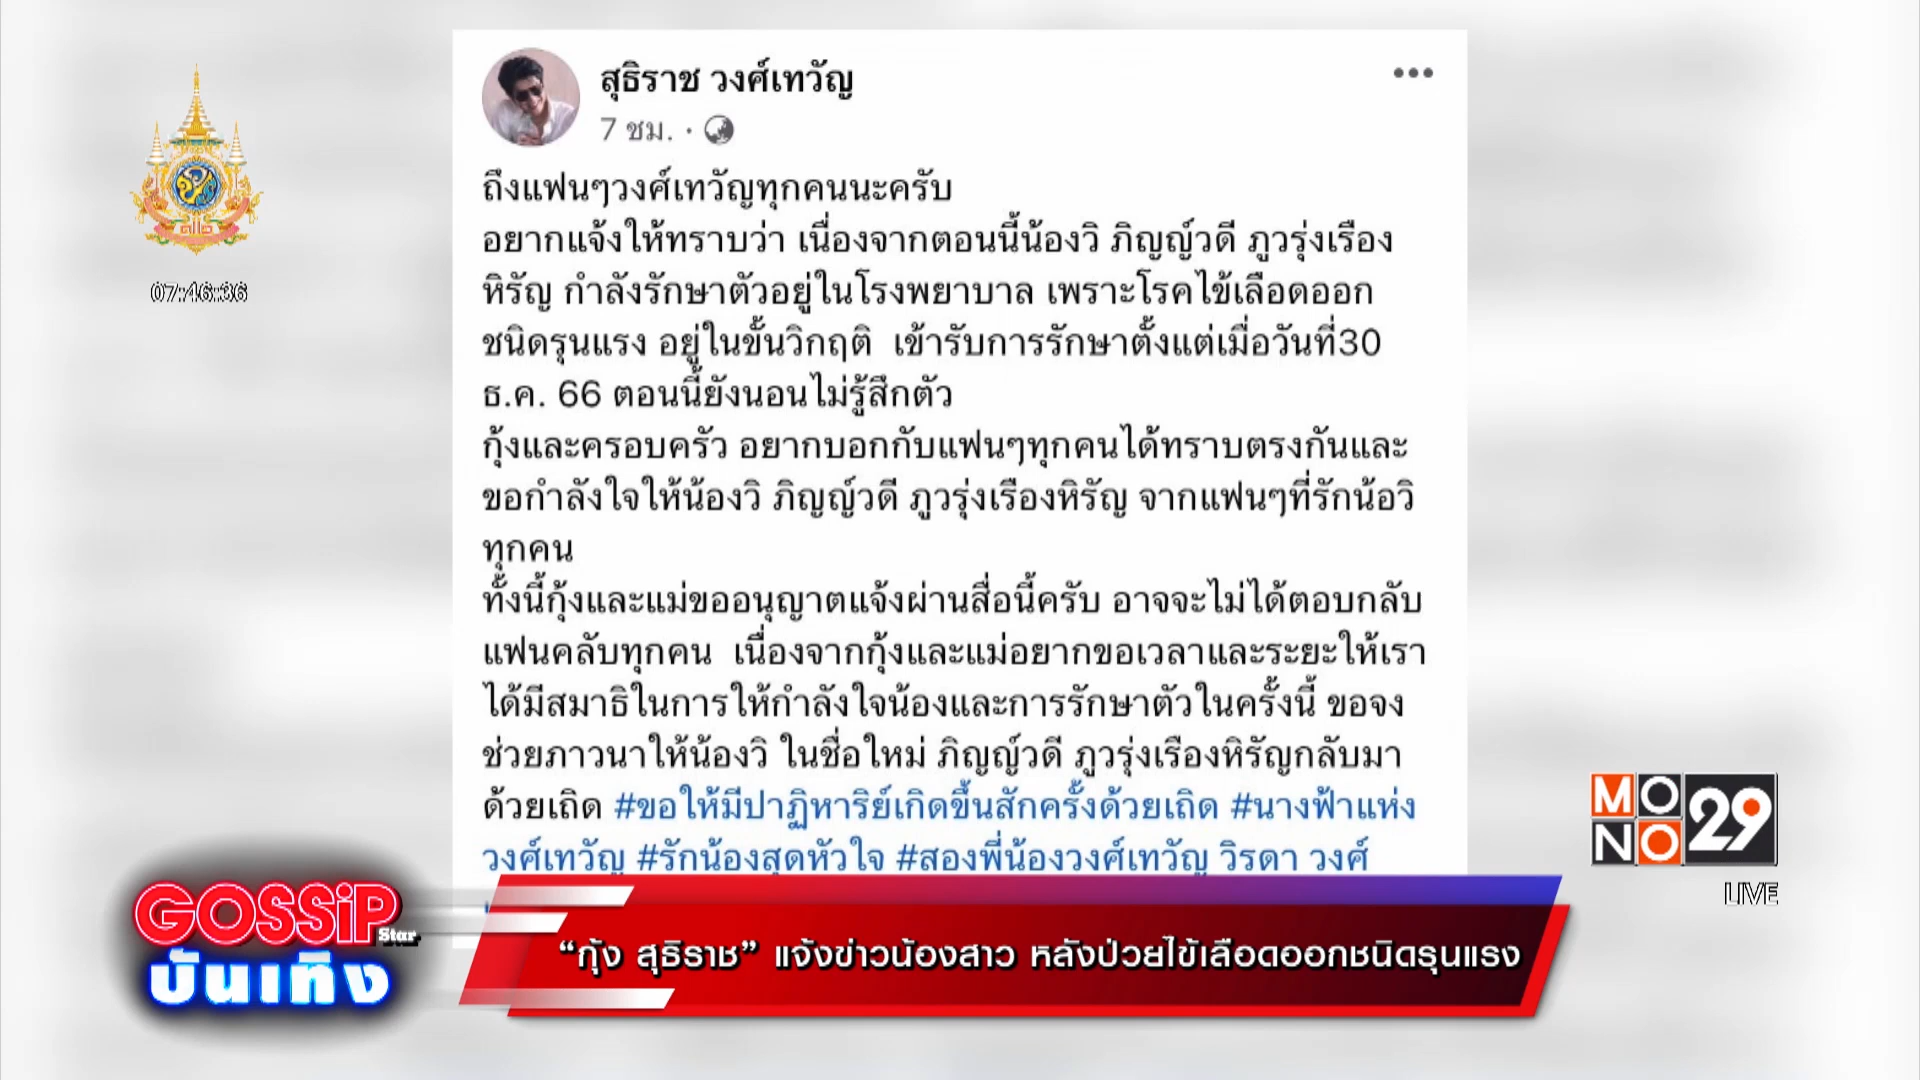 สุธิราช วงศ์เทวัญ
7 ชม.
ถึงแฟนๆวงศ์เทวัญทุกคนนะครับ
อยากแจ้งให้ทราบว่า เนื่องจากตอนนี้น้องวิ ภิญญ์วดี ภูวรุ่งเรือง
หิรัญ กำลังรักษาตัวอยู่ในโรงพยาบาล เพราะโรคไข้เลือดออก
ชนิดรุนแรง อยู่ในขั้นวิกฤติ เข้ารับการรักษาตั้งแต่เมื่อวันที่30
ธ.ค. 66 ตอนนี้ยังนอนไม่รู้สึกตัว
กุ้งและครอบครัว อยากบอกกับแฟนๆทุกคนได้ทราบตรงกันและ
ขอกำลังใจให้น้องวิ ภิญญ์วดี ภูวรุ่งเรืองหิรัญ จากแฟนๆที่รักน้อวิ
ทุกคน
ทั้งนี้กุ้งและแม่ขออนุญาตแจ้งผ่านสื่อนี้ครับ อาจจะไม่ได้ตอบกลับ
แฟนคลับทุกคน เนื่องจากกุ้งและแม่อยากขอเวลาและระยะให้เรา
ได้มีสมาธิในการให้กำลังใจน้องและการรักษาตัวในครั้งนี้ ขอจง
ช่วยภาวนาให้น้องวิ ในชื่อใหม่ ภิญญ์วดี ภูวรุ่งเรืองหิรัญกลับมา
ด้วยเถิด #ขอให้มีปาฏิหาริย์เกิดขึ้นสักครั้งด้วยเถิด #นางฟ้าแห่ง
วงศ์เทวัญ #รักน้องสุดหัวใจ #สองพี่น้องวงศ์เทวัญ วิรดา วงศ์
๗๒
07:46:36
MONO 29
LIVE
GOSSiP
Star
บันเทิง
“กุ้ง สุธิราช” แจ้งข่าวน้องสาว หลังป่วยไข้เลือดออกชนิดรุนแรง